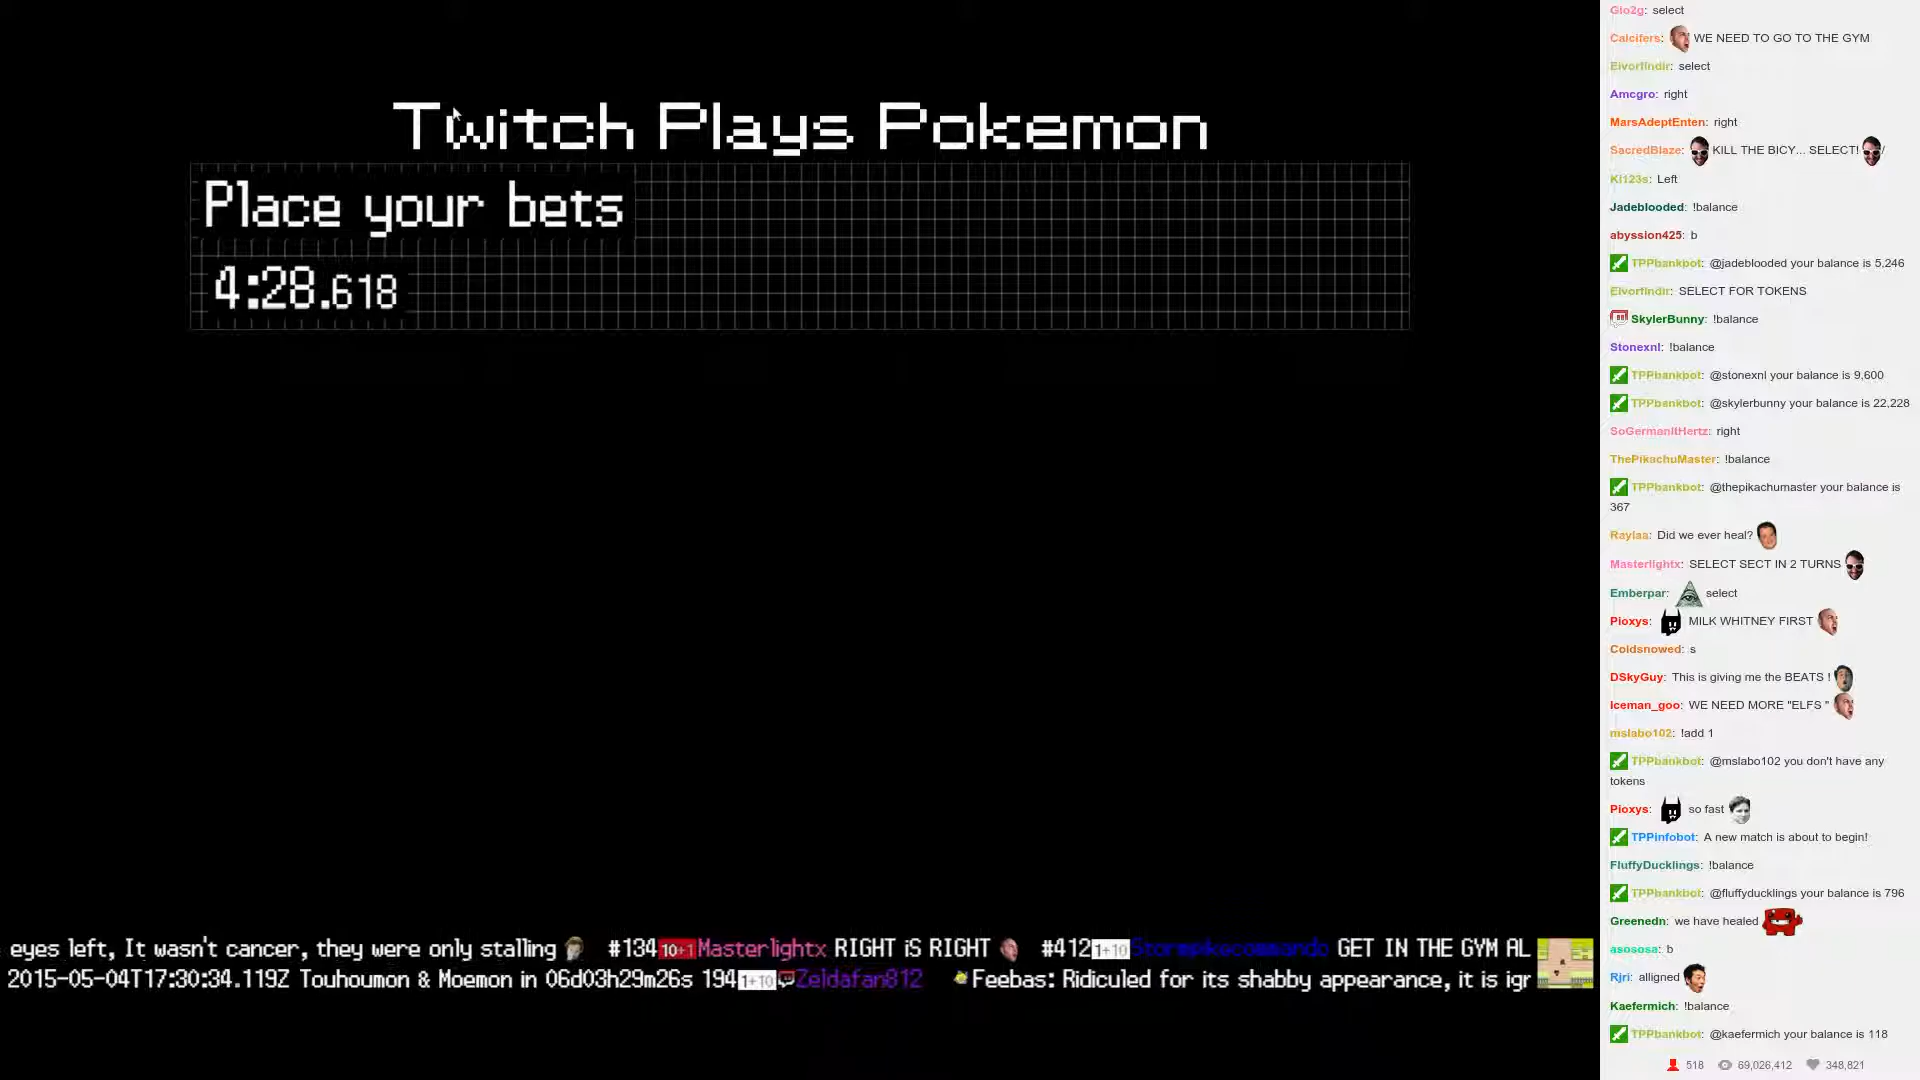 Twitch Plays Pokemon
Place your bets
4:28.618
eyes left, It wasn't cancer, they were only stalling #134 10+1 Masterlightx RIGHT iS RIGHT #412 1+10 Stormpikecommando GET IN THE GYM AL
2015-05-04T17:30:34.119Z Touhoumon & Moemon in 06d03h29m26s 194 1+10 Zeldafan812 Feebas: Ridiculed for its shabby appearance, it is igr
Glo2g: select
Calcifers: WE NEED TO GO TO THE GYM
Eivorfindir: select
Amcgro: right
MarsAdeptEnten: right
SacredBlaze: KILL THE BICY... SELECT! /
Ki123s: Left
Jadeblooded: !balance
abyssion425: b
TPPbankbot: @jadeblooded your balance is 5,246
Eivorfindir: SELECT FOR TOKENS
SkylerBunny: !balance
Stonexnl: !balance
TPPbankbot: @stonexnl your balance is 9,600
TPPbankbot: @skylerbunny your balance is 22,228
SoGermanItHertz: right
ThePikachuMaster: !balance
TPPbankbot: @thepikachumaster your balance is
367
Raylaa: Did we ever heal?
Masterlightx: SELECT SECT IN 2 TURNS
Emberpar: select
Pioxys: MILK WHITNEY FIRST
Coldsnowed: s
DSkyGuy: This is giving me the BEATS !
Iceman_goo: WE NEED MORE "ELFS "
mslabo102: !add 1
TPPbankbot: @mslabo102 you don't have any
tokens
Pioxys: so fast
TPPinfobot: A new match is about to begin!
FluffyDucklings: !balance
TPPbankbot: @fluffyducklings your balance is 796
Greenedn: we have healed
asososa: b
Rjri: alligned
Kaefermich: !balance
TPPbankbot: @kaefermich your balance is 118
518 69,026,412 348,821